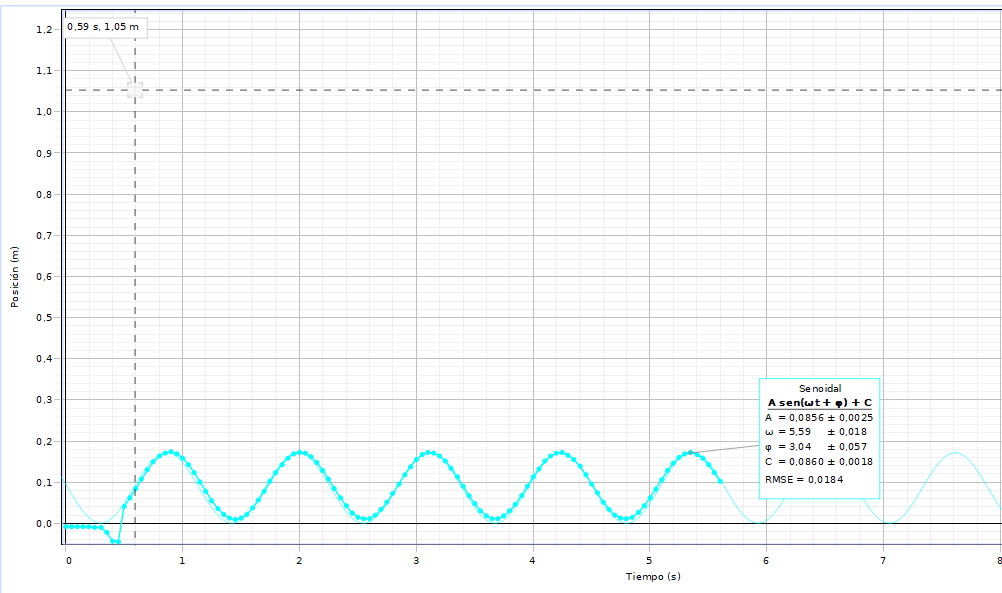 0,59 s, 1,05 m
1,2
1,1
1,0
0,9
0,8
0,7
0,6
0,5
0,4
0,3
0,2
0,1
0,0
Posición (m)
Senoidal
A sen(ωt + φ) + C
A = 0,0856 ± 0,0025
ω = 5,59 ± 0,018
φ = 3,04 ± 0,057
C = 0,0860 ± 0,0018
RMSE = 0,0184
0 1 2 3 4 5 6 7 8
Tiempo (s)